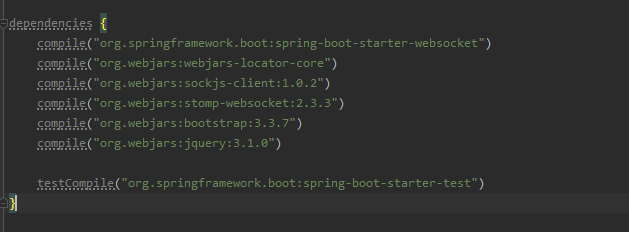 dependencies {
compile("org.springframework.boot:spring-boot-starter-websocket")
compile("org.webjars:webjars-locator-core")
compile("org.webjars:sockjs-client:1.0.2")
compile("org.webjars:stomp-websocket:2.3.3")
compile("org.webjars:bootstrap:3.3.7")
compile("org.webjars:jquery:3.1.0")
testCompile("org.springframework.boot:spring-boot-starter-test")
}